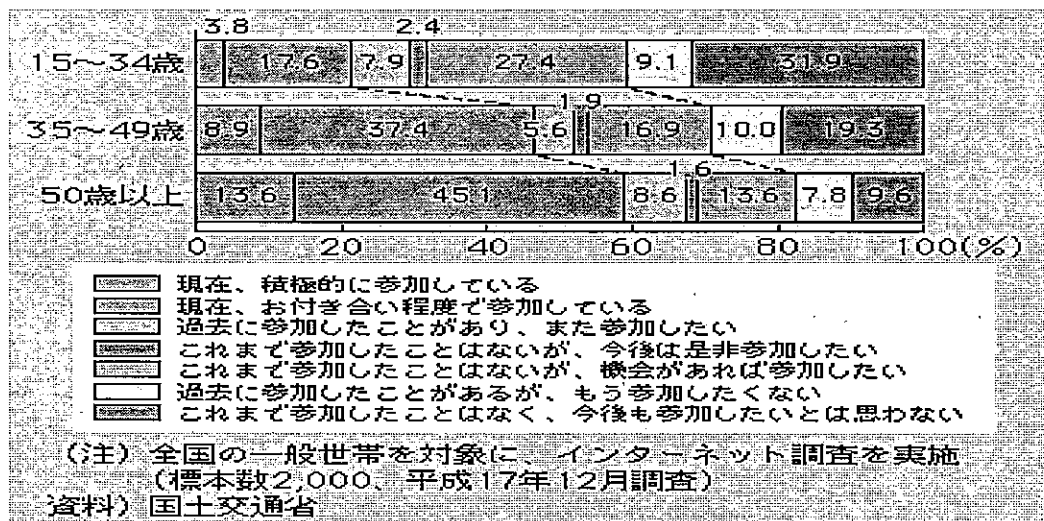 3.8 2.4
15～34歳 17.6 7.9 27.4 9.1 31.9
1.9
35～49歳 8.9 37.4 5.6 16.9 10.0 19.3
1.6
50歳以上 13.6 45.1 8.6 13.6 7.8 9.6
0 20 40 60 80 100(%)
現在、積極的に参加している
現在、お付き合い程度で参加している
過去に参加したことがあり、また参加したい
これまで参加したことはないが、今後は是非参加したい
これまで参加したことはないが、機会があれば参加したい
過去に参加したことがあるが、もう参加したくない
これまで参加したことはなく、今後も参加したいとは思わない
（注）全国の一般世帯を対象に、インターネット調査を実施
（標本数2,000、平成17年12月調査）
資料）国土交通省